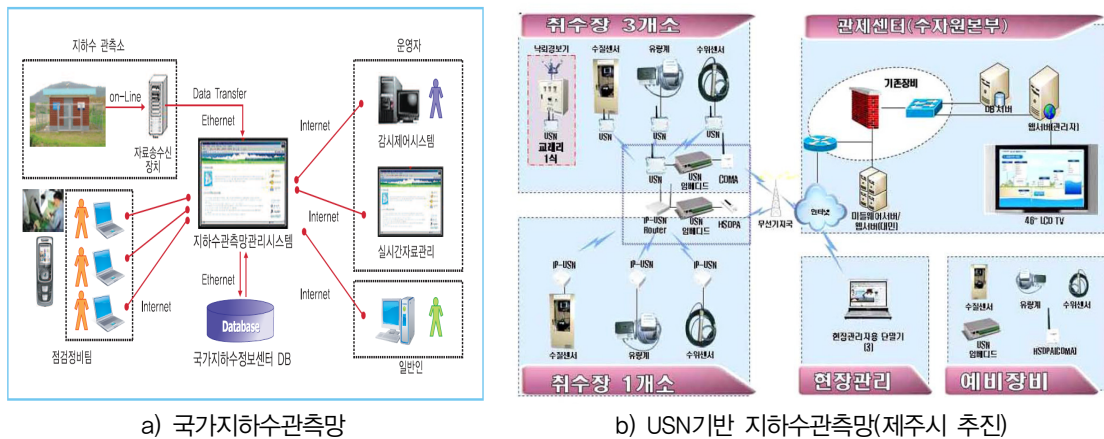 지하수 관측소
on-Line
자료송수신
장치
Data Transfer
Ethernet
운영자
Internet
감시제어시스템
Internet
실시간자료관리
지하수관측망관리시스템
Internet
점검정비팀
Ethernet
Database
국가지하수정보센터 DB
Internet
일반인
a) 국가지하수관측망
취수장 3개소
낙뢰경보기
수질센서
유량계
수위센서
USN
USN
USN
USN
교래리
1식
USN
USN
임베디드
CDMA
IP-USN
Router
USN
임베디드
HSDPA
무선기지국
IP-USN
IP-USN
IP-USN
수질센서
유량계
수위센서
취수장 1개소
관제센터(수자원본부)
기존장비
DB 서버
웹서버(관리자)
인터넷
미들웨어서버/
웹서버(대민)
46" LCD TV
현장관리자용 단말기
(3)
현장관리
수질센서
유량계
수위센서
USN
임베디드
HSDPA(CDMA)
예비장비
b) USN기반 지하수관측망(제주시 추진)